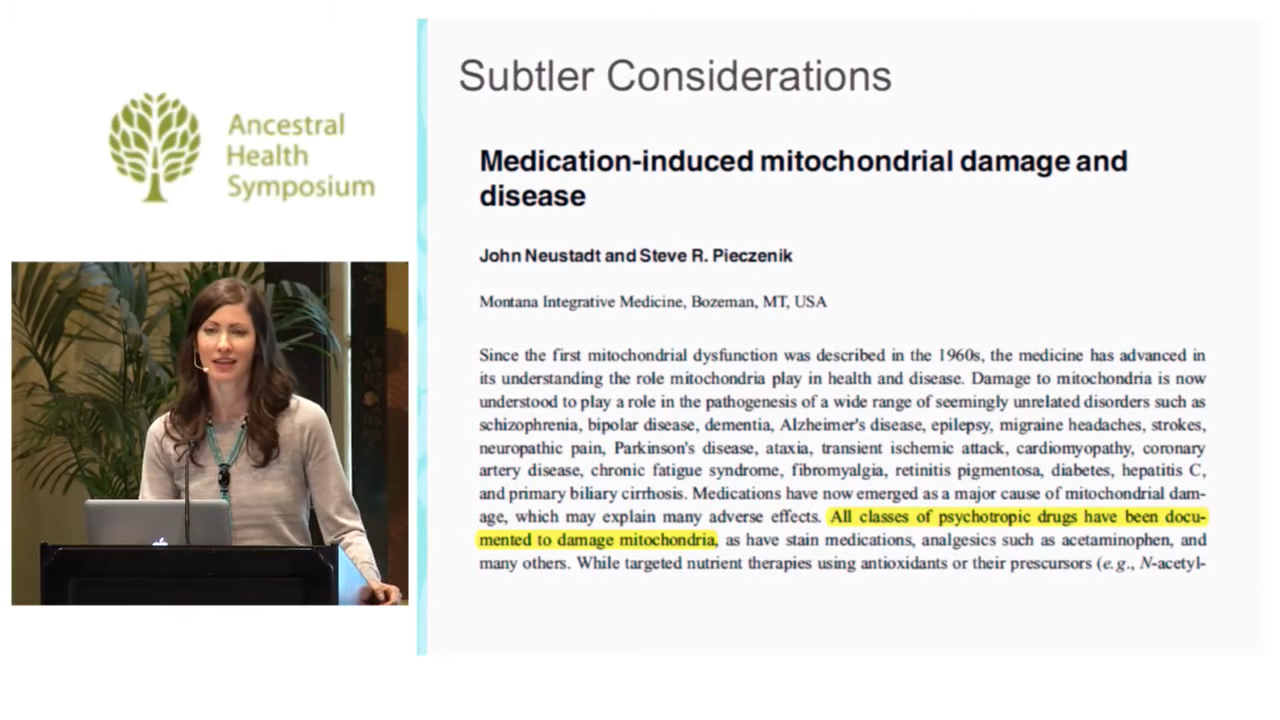 Ancestral
Health
Symposium
Subtler Considerations
Medication-induced mitochondrial damage and
disease
John Neustadt and Steve R. Pieczenik
Montana Integrative Medicine, Bozeman, MT, USA
Since the first mitochondrial dysfunction was described in the 1960s, the medicine has advanced in
its understanding the role mitochondria play in health and disease. Damage to mitochondria is now
understood to play a role in the pathogenesis of a wide range of seemingly unrelated disorders such as
schizophrenia, bipolar disease, dementia, Alzheimer's disease, epilepsy, migraine headaches, strokes,
neuropathic pain, Parkinson's disease, ataxia, transient ischemic attack, cardiomyopathy, coronary
artery disease, chronic fatigue syndrome, fibromyalgia, retinitis pigmentosa, diabetes, hepatitis C,
and primary biliary cirrhosis. Medications have now emerged as a major cause of mitochondrial dam-
age, which may explain many adverse effects. All classes of psychotropic drugs have been docu-
mented to damage mitochondria, as have stain medications, analgesics such as acetaminophen, and
many others. While targeted nutrient therapies using antioxidants or their prescursors (e.g., N-acetyl-